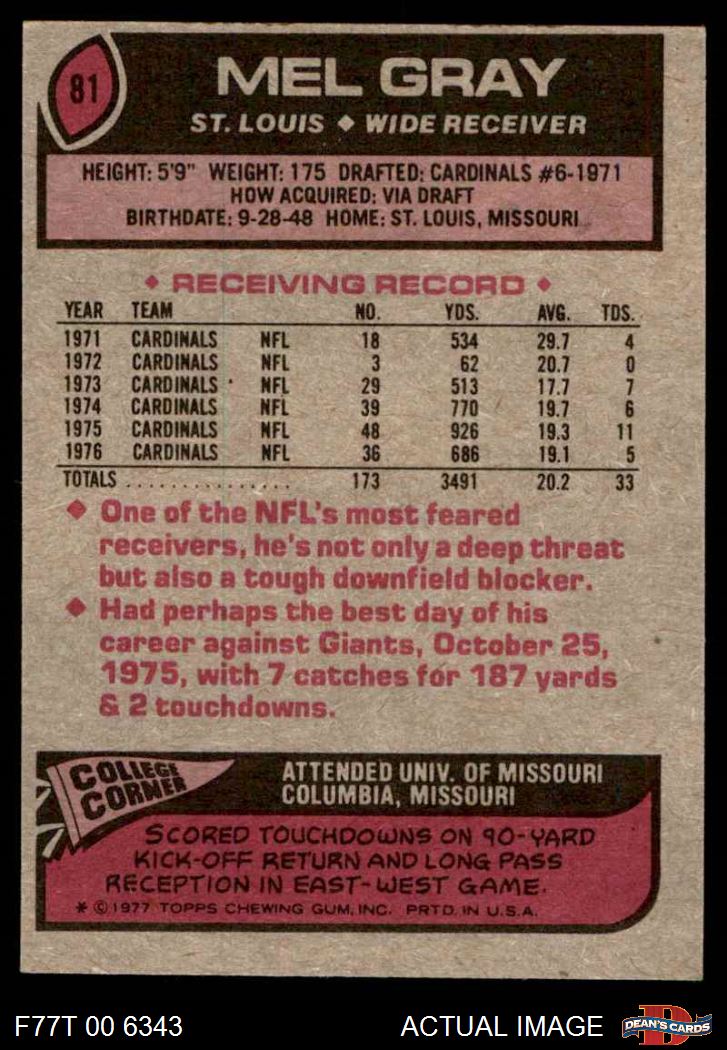 81
MEL GRAY
ST. LOUIS ♦ WIDE RECEIVER
HEIGHT: 5'9" WEIGHT: 175 DRAFTED: CARDINALS #6-1971
HOW ACQUIRED: VIA DRAFT
BIRTHDATE: 9-28-48 HOME: ST. LOUIS, MISSOURI
♦ RECEIVING RECORD ♦
YEAR TEAM NO. YDS. AVG. TDS.
1971 CARDINALS NFL 18 534 29.7 4
1972 CARDINALS NFL 3 62 20.7 0
1973 CARDINALS NFL 29 513 17.7 7
1974 CARDINALS NFL 39 770 19.7 6
1975 CARDINALS NFL 48 926 19.3 11
1976 CARDINALS NFL 36 686 19.1 5
TOTALS ............... 173 3491 20.2 33
♦ One of the NFL's most feared
receivers, he's not only a deep threat
but also a tough downfield blocker.
♦ Had perhaps the best day of his
career against Giants, October 25,
1975, with 7 catches for 187 yards
& 2 touchdowns.
COLLEGE
CORNER
ATTENDED UNIV. OF MISSOURI
COLUMBIA, MISSOURI
SCORED TOUCHDOWNS ON 90-YARD
KICK-OFF RETURN AND LONG PASS
RECEPTION IN EAST-WEST GAME.
* © 1977 TOPPS CHEWING GUM, INC. PRTD. IN U.S.A.
F77T 00 6343 ACTUAL IMAGE
D
DEAN'S CARDS